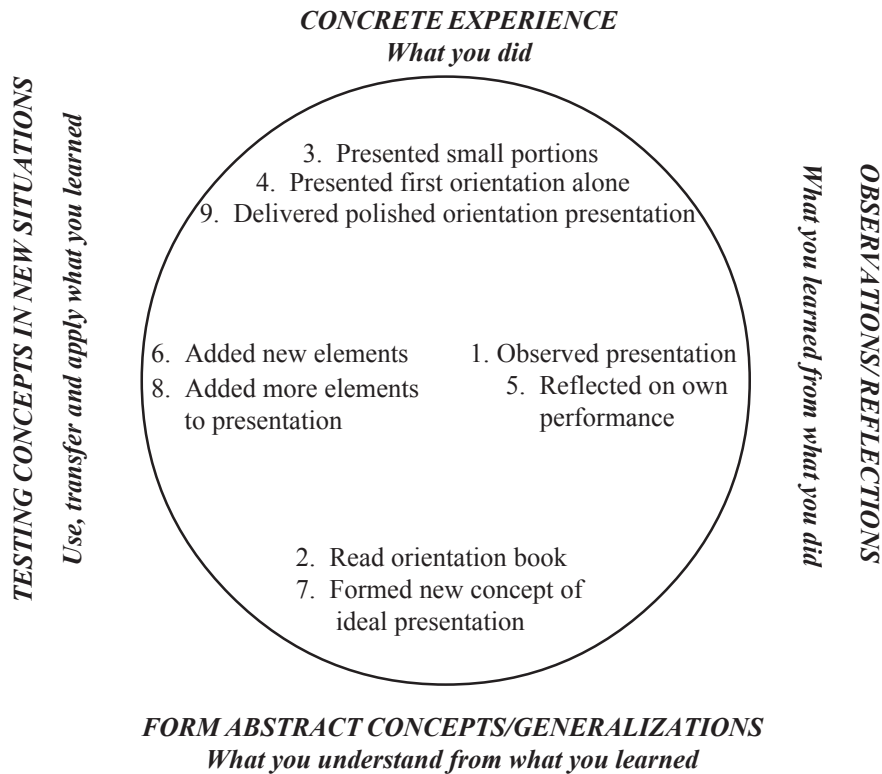 CONCRETE EXPERIENCE
What you did
TESTING CONCEPTS IN NEW SITUATIONS
Use, transfer and apply what you learned
3. Presented small portions
4. Presented first orientation alone
9. Delivered polished orientation presentation
6. Added new elements
8. Added more elements
to presentation
1. Observed presentation
5. Reflected on own
performance
2. Read orientation book
7. Formed new concept of
ideal presentation
OBSERVATIONS/REFLECTIONS
What you learned from what you did
FORM ABSTRACT CONCEPTS/GENERALIZATIONS
What you understand from what you learned